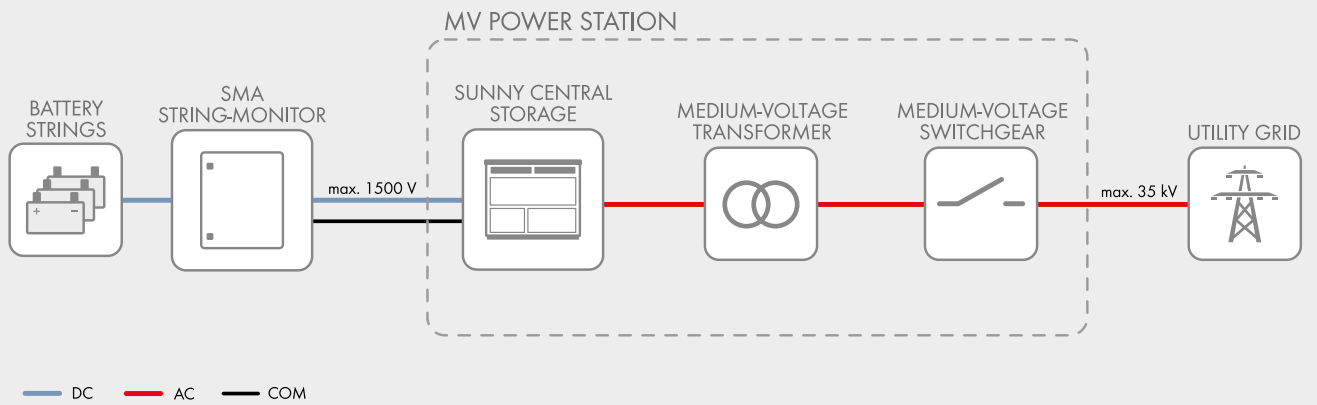 MV POWER STATION
BATTERY
STRINGS
SMA
STRING-MONITOR
max. 1500 V
SUNNY CENTRAL
STORAGE
MEDIUM-VOLTAGE
TRANSFORMER
MEDIUM-VOLTAGE
SWITCHGEAR
max. 35 kV
UTILITY GRID
+ −
DC
AC
COM